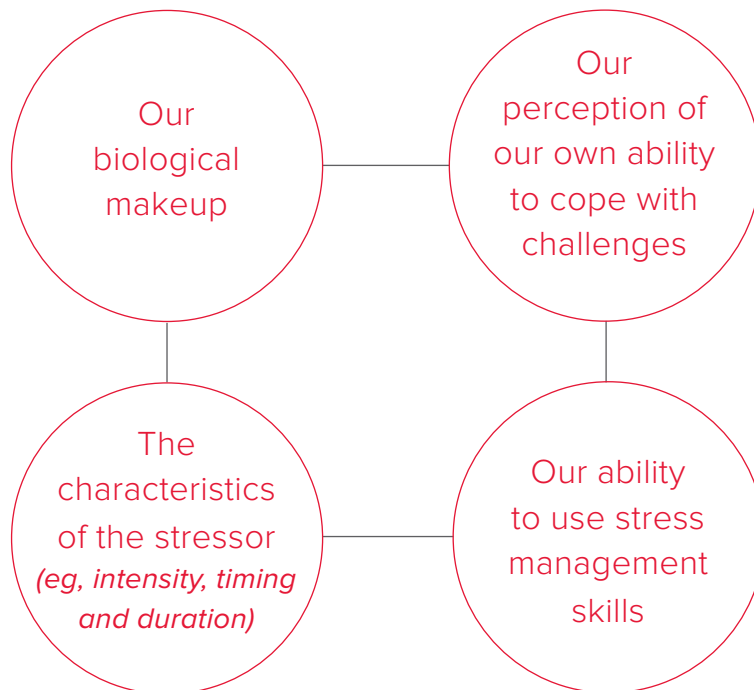 Our
biological
makeup
Our
perception of
our own ability
to cope with
challenges
The
characteristics
of the stressor
(eg, intensity, timing
and duration)
Our ability
to use stress
management
skills